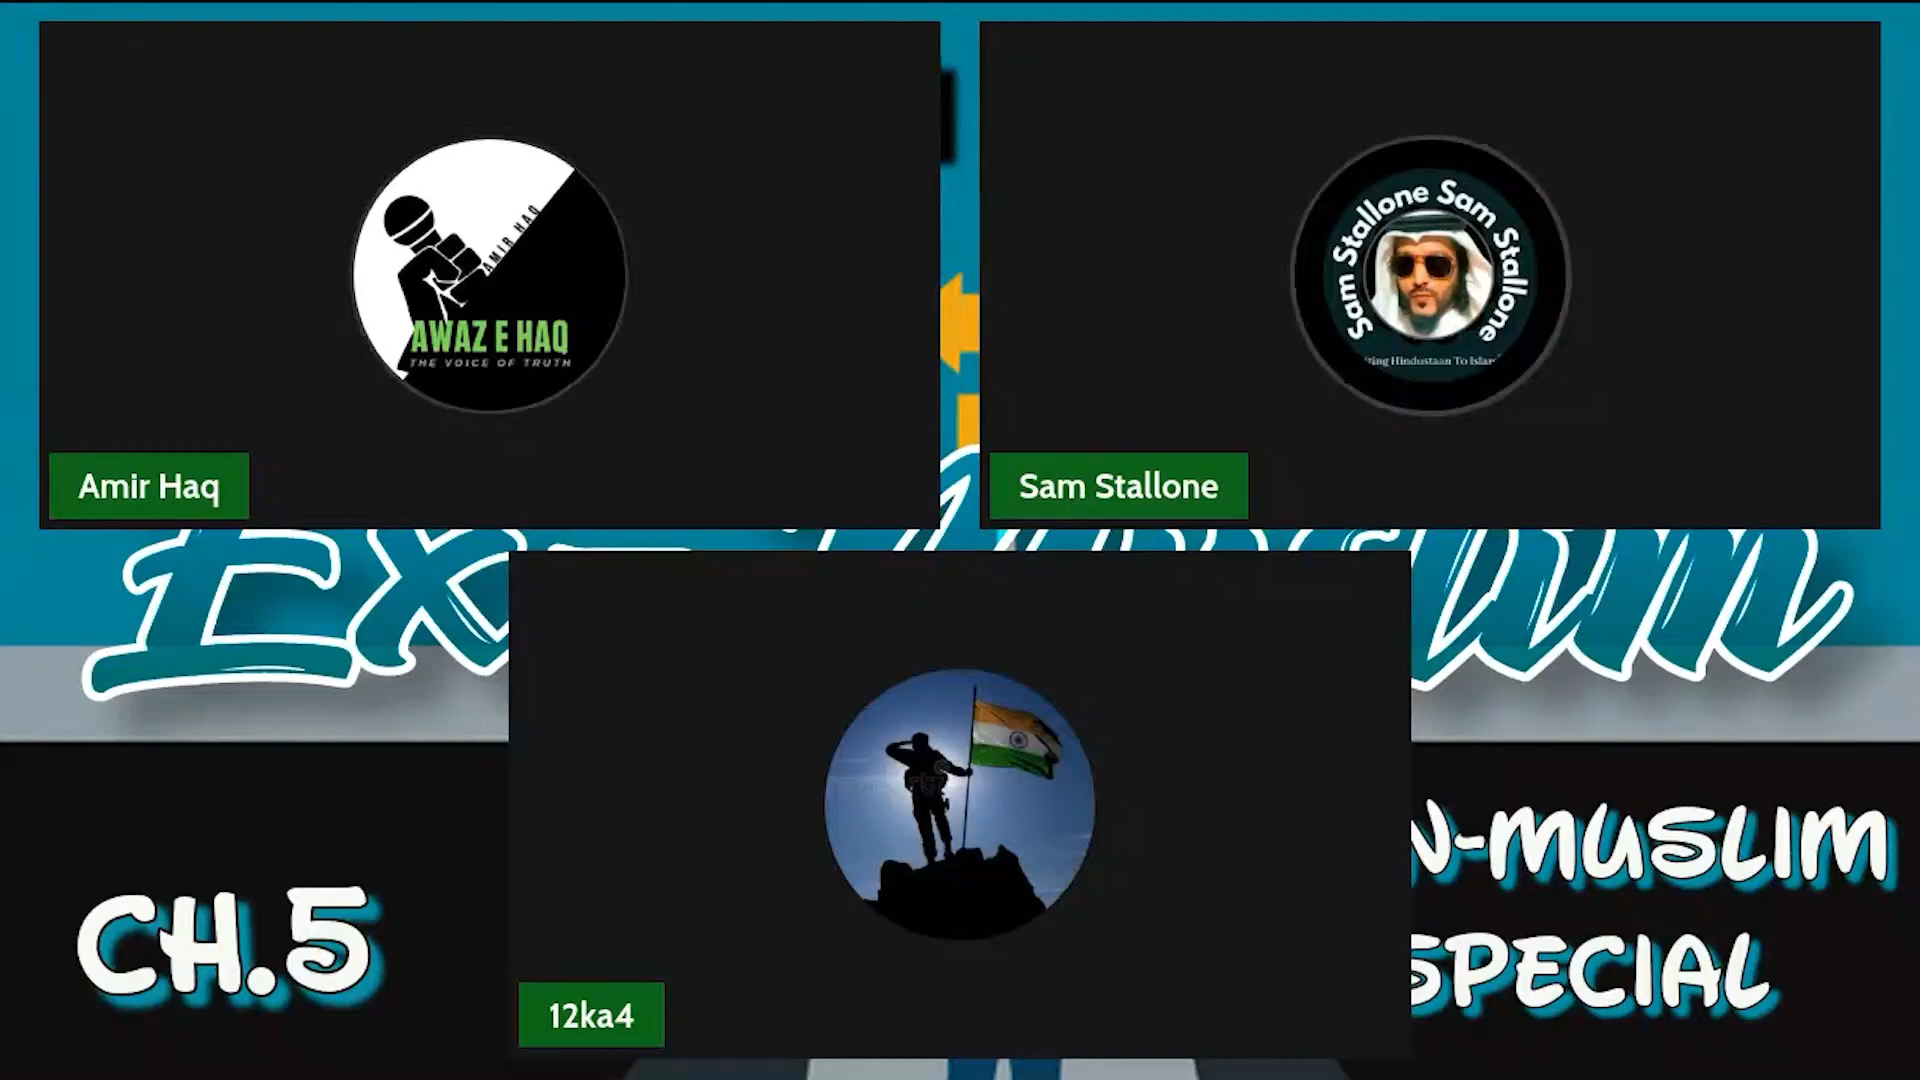 AMIR HAQ
AWAZ E HAQ
THE VOICE OF TRUTH
Amir Haq
Sam Stallone Sam Stallone
Hindustaan To
Sam Stallone
Ex-
12ka4
CH.5
N-MUSLIM
SPECIAL